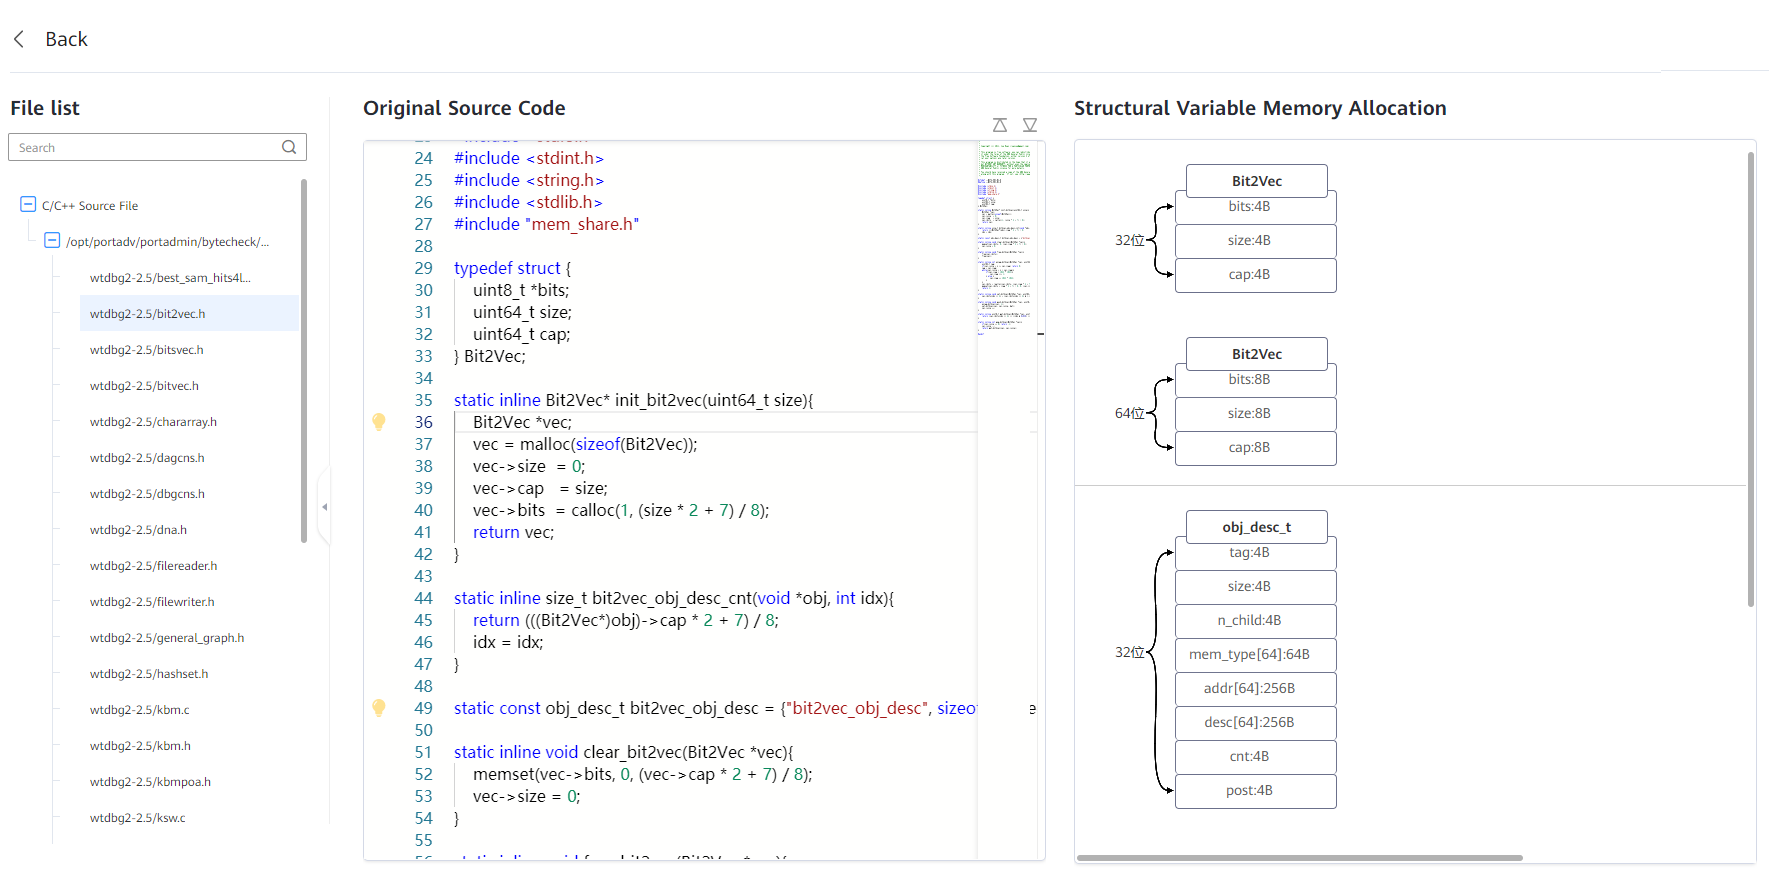 Back
File list
Search
C/C++ Source File
/opt/portadv/portadmin/bytecheck/...
wtdbg2-2.5/best_sam_hits4l...
wtdbg2-2.5/bit2vec.h
wtdbg2-2.5/bitsvec.h
wtdbg2-2.5/bitvec.h
wtdbg2-2.5/chararray.h
wtdbg2-2.5/dagcns.h
wtdbg2-2.5/dbgcns.h
wtdbg2-2.5/dna.h
wtdbg2-2.5/filereader.h
wtdbg2-2.5/filewriter.h
wtdbg2-2.5/general_graph.h
wtdbg2-2.5/hashset.h
wtdbg2-2.5/kbm.c
wtdbg2-2.5/kbm.h
wtdbg2-2.5/kbmpoa.h
wtdbg2-2.5/ksw.c
Original Source Code
24 #include <stdint.h>
25 #include <string.h>
26 #include <stdlib.h>
27 #include "mem_share.h"
28
29 typedef struct {
30 uint8_t *bits;
31 uint64_t size;
32 uint64_t cap;
33 } Bit2Vec;
34
35 static inline Bit2Vec* init_bit2vec(uint64_t size){
36 Bit2Vec *vec;
37 vec = malloc(sizeof(Bit2Vec));
38 vec->size = 0;
39 vec->cap = size;
40 vec->bits = calloc(1, (size * 2 + 7) / 8);
41 return vec;
42 }
43
44 static inline size_t bit2vec_obj_desc_cnt(void *obj, int idx){
45 return (((Bit2Vec*)obj)->cap * 2 + 7) / 8;
46 idx = idx;
47 }
48
49 static const obj_desc_t bit2vec_obj_desc = {"bit2vec_obj_desc", sizeo
50
51 static inline void clear_bit2vec(Bit2Vec *vec){
52 memset(vec->bits, 0, (vec->cap * 2 + 7) / 8);
53 vec->size = 0;
54 }
55
Structural Variable Memory Allocation
Bit2Vec
bits:4B
32位
size:4B
cap:4B
Bit2Vec
bits:8B
64位
size:8B
cap:8B
obj_desc_t
tag:4B
size:4B
n_child:4B
32位
mem_type[64]:64B
addr[64]:256B
desc[64]:256B
cnt:4B
post:4B